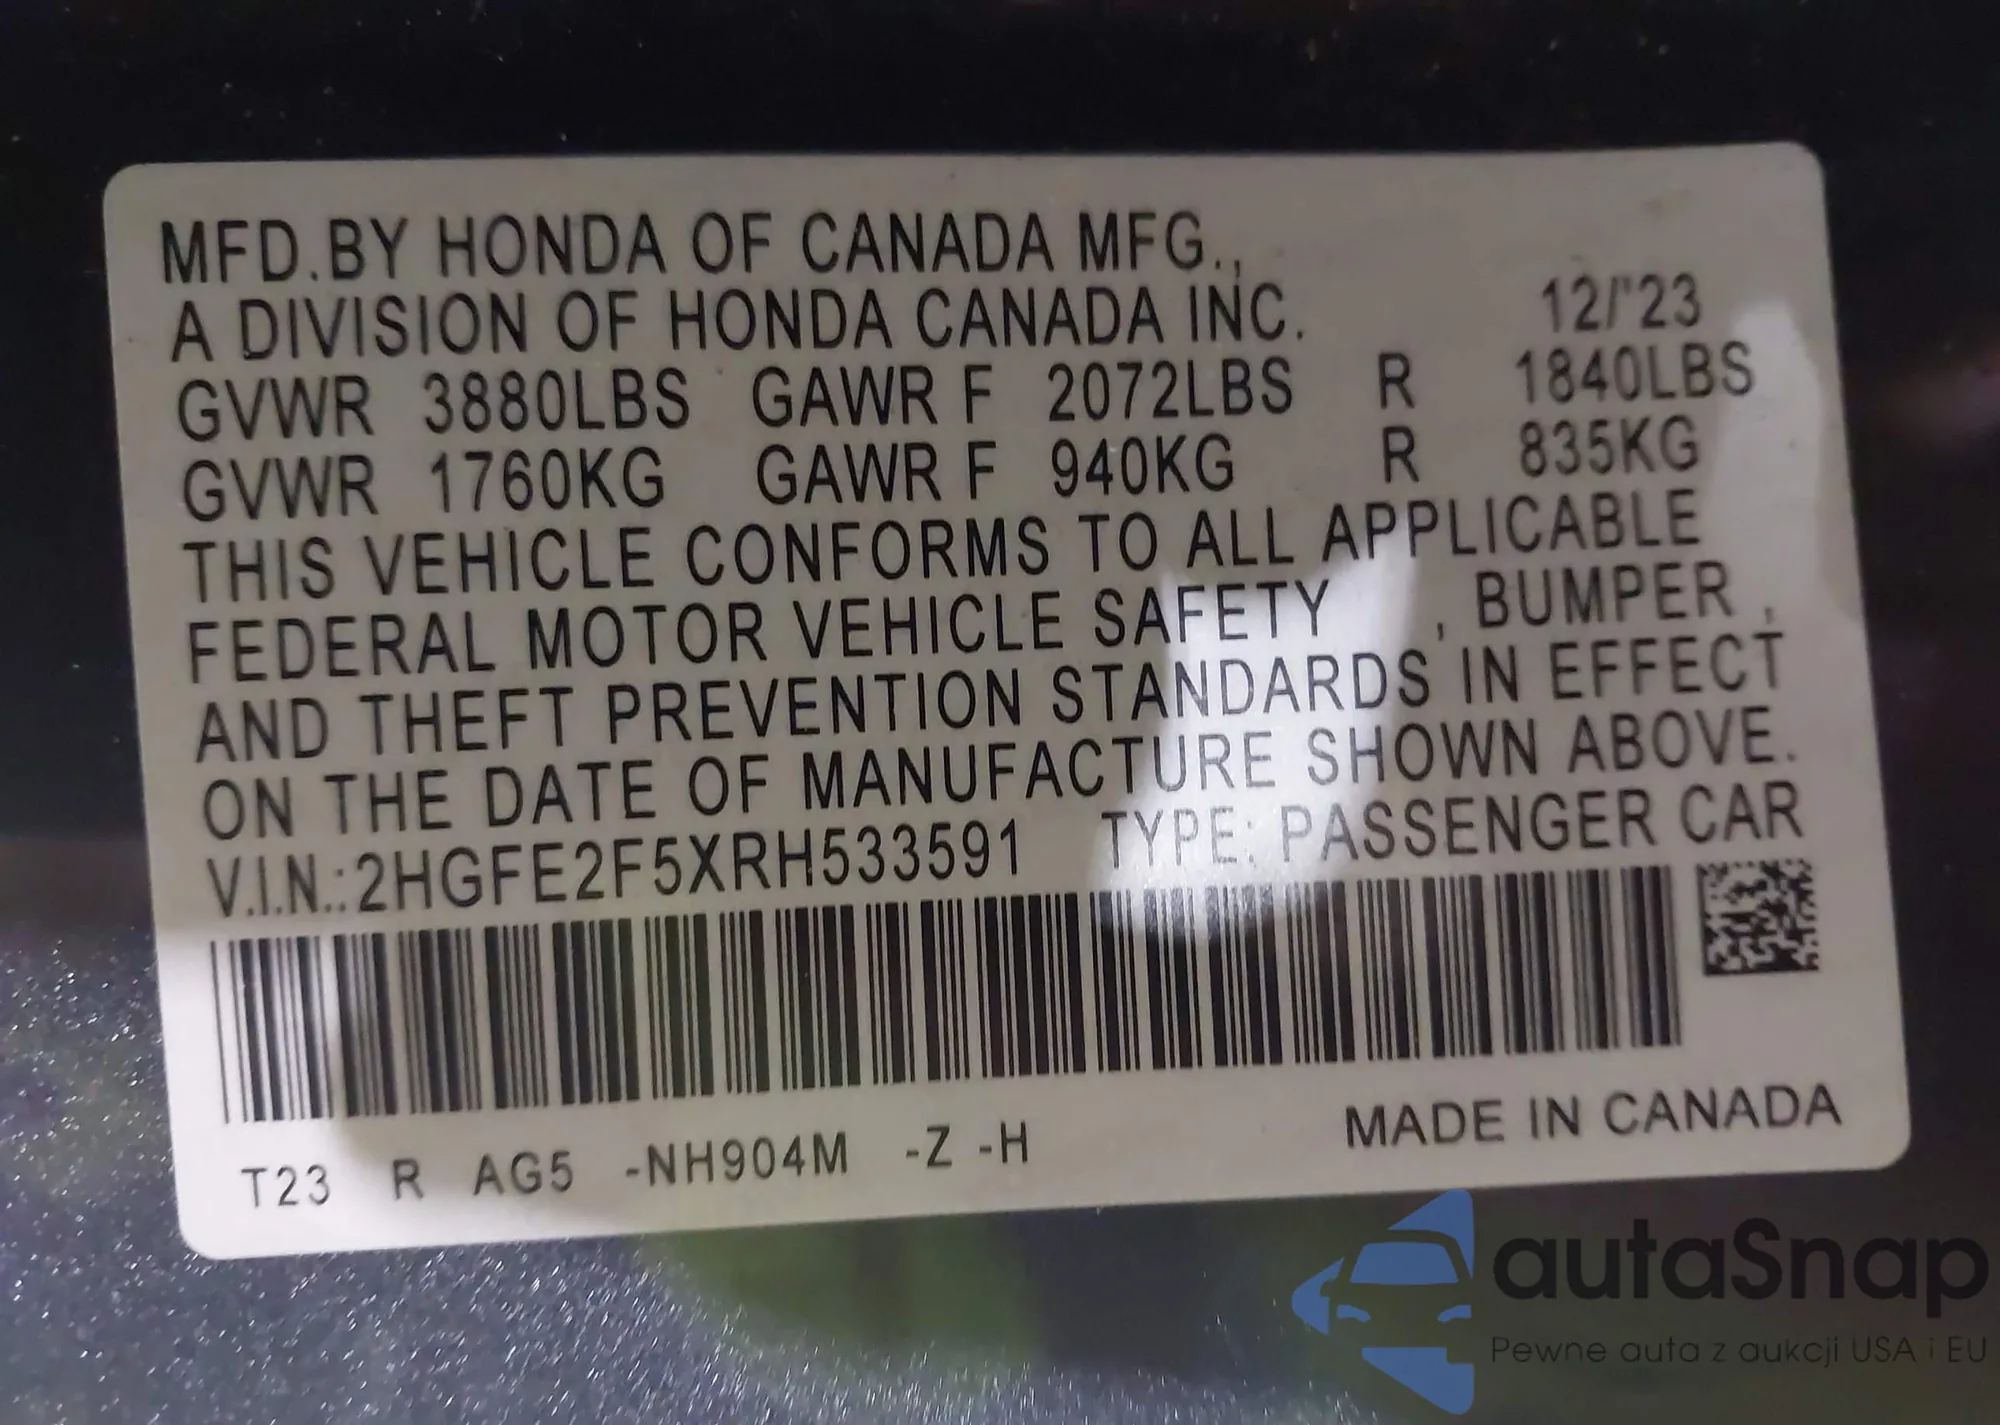 MFD.BY HONDA OF CANADA MFG.,
A DIVISION OF HONDA CANADA INC. 12/'23
GVWR 3880LBS GAWR F 2072LBS R 1840LBS
GVWR 1760KG GAWR F 940KG R 835KG
THIS VEHICLE CONFORMS TO ALL APPLICABLE
FEDERAL MOTOR VEHICLE SAFETY , BUMPER ,
AND THEFT PREVENTION STANDARDS IN EFFECT
ON THE DATE OF MANUFACTURE SHOWN ABOVE.
V.I.N.:2HGFE2F5XRH533591 TYPE: PASSENGER CAR
T23 R AG5 -NH904M -Z -H MADE IN CANADA
autaSnap
Pewne auta z aukcji USA i EU